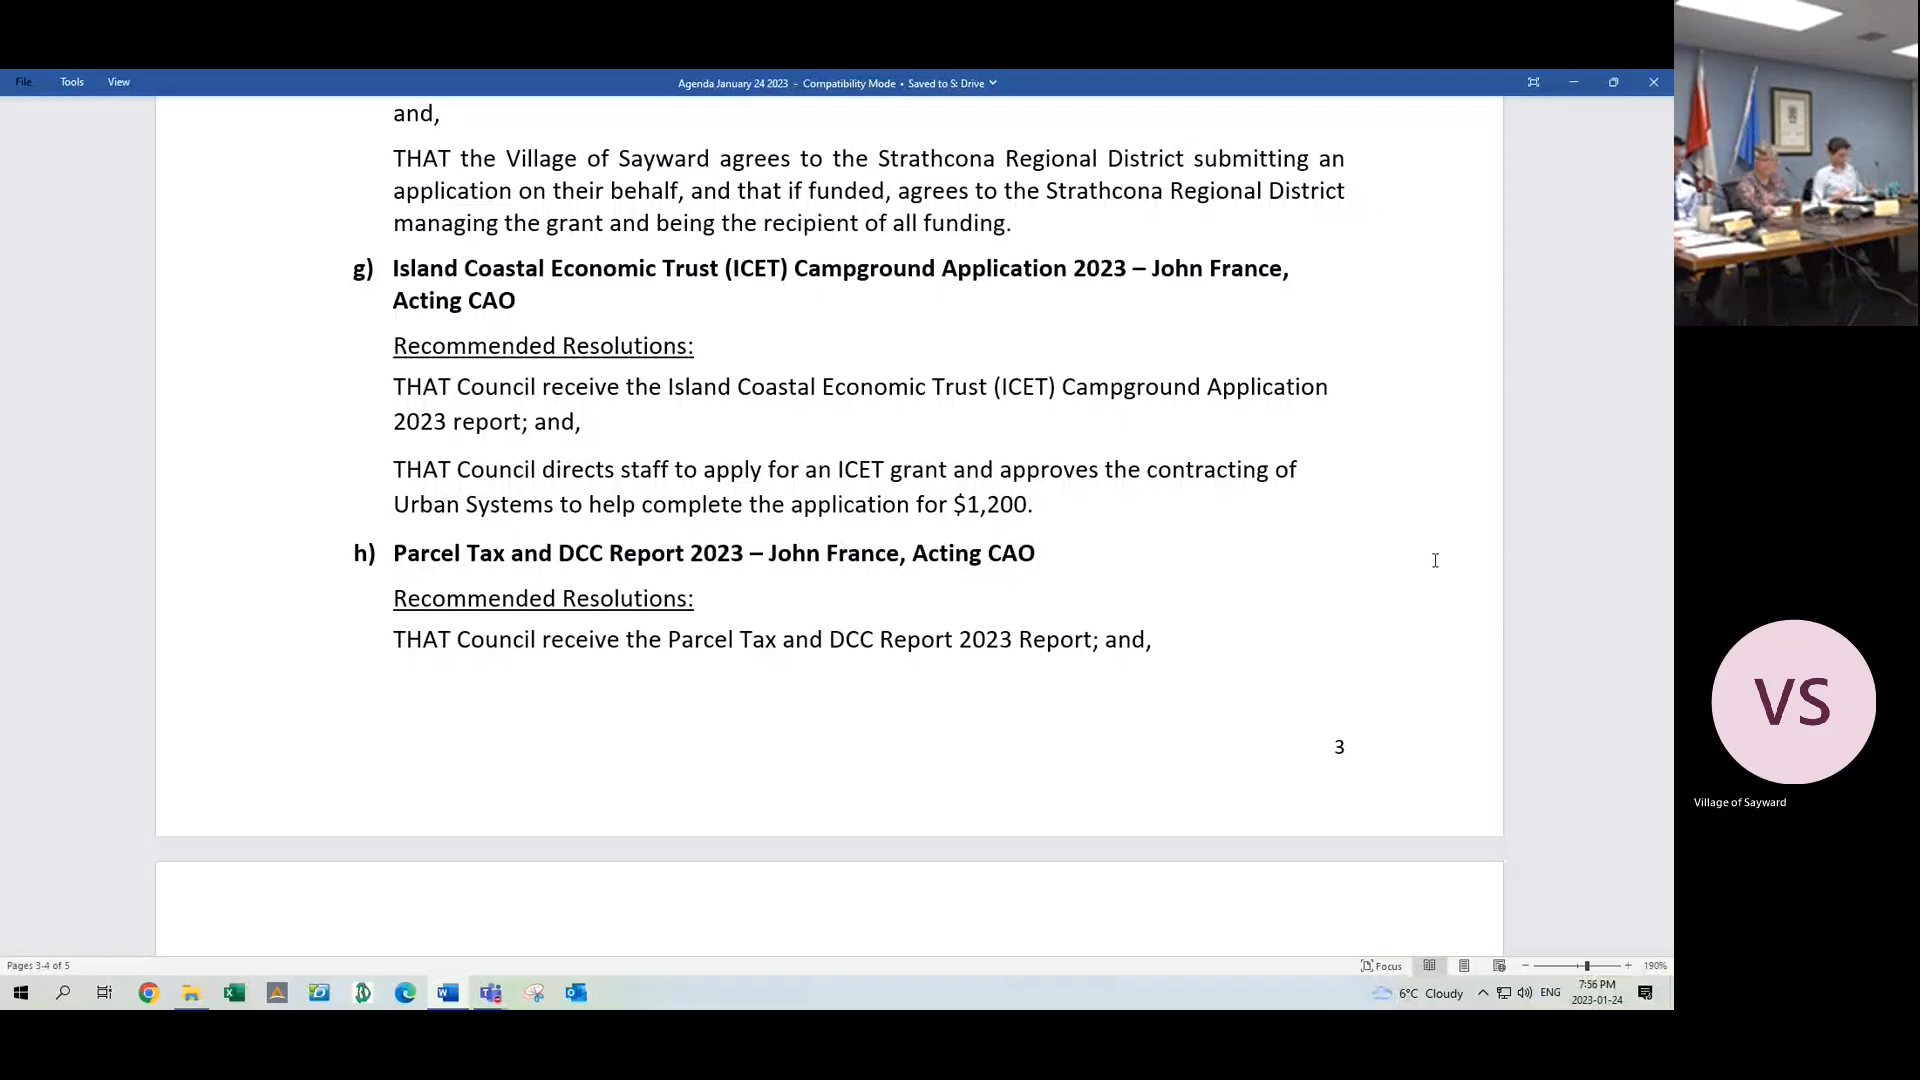 File Tools View
Agenda January 24 2023 - Compatibility Mode • Saved to S: Drive
and,
THAT the Village of Sayward agrees to the Strathcona Regional District submitting an
application on their behalf, and that if funded, agrees to the Strathcona Regional District
managing the grant and being the recipient of all funding.
g) Island Coastal Economic Trust (ICET) Campground Application 2023 – John France,
Acting CAO
Recommended Resolutions:
THAT Council receive the Island Coastal Economic Trust (ICET) Campground Application
2023 report; and,
THAT Council directs staff to apply for an ICET grant and approves the contracting of
Urban Systems to help complete the application for $1,200.
h) Parcel Tax and DCC Report 2023 – John France, Acting CAO
Recommended Resolutions:
THAT Council receive the Parcel Tax and DCC Report 2023 Report; and,
3
VS
Village of Sayward
Pages 3-4 of 5
Focus
190%
6°C Cloudy
ENG
7:56 PM
2023-01-24